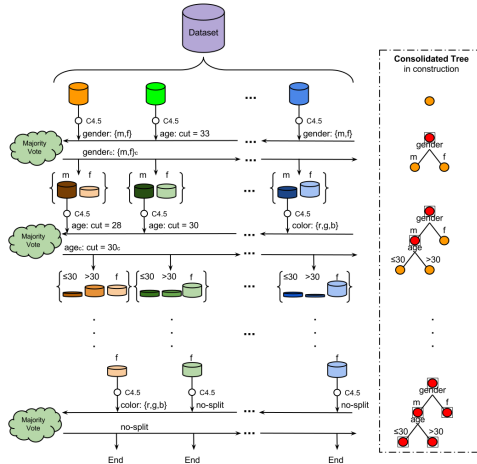 Dataset
Consolidated Tree
in construction
C4.5 C4.5 ... C4.5
gender: {m,f} age: cut = 33 ... gender: {m,f}
Majority
Vote
genderc: {m,f}c ...
gender
m f
m f m f ... m f
C4.5 C4.5 C4.5
age: cut = 28 age: cut = 30 ... color: {r,g,b}
Majority
Vote
agec: cut = 30c ...
gender
m f
age
≤30 >30
≤30 >30 f ≤30 >30 f ... ≤30 >30 f
f f ... f
C4.5 C4.5 C4.5
color: {r,g,b} no-split ... no-split
Majority
Vote
no-split ...
End End End
gender
m f
age
≤30 >30